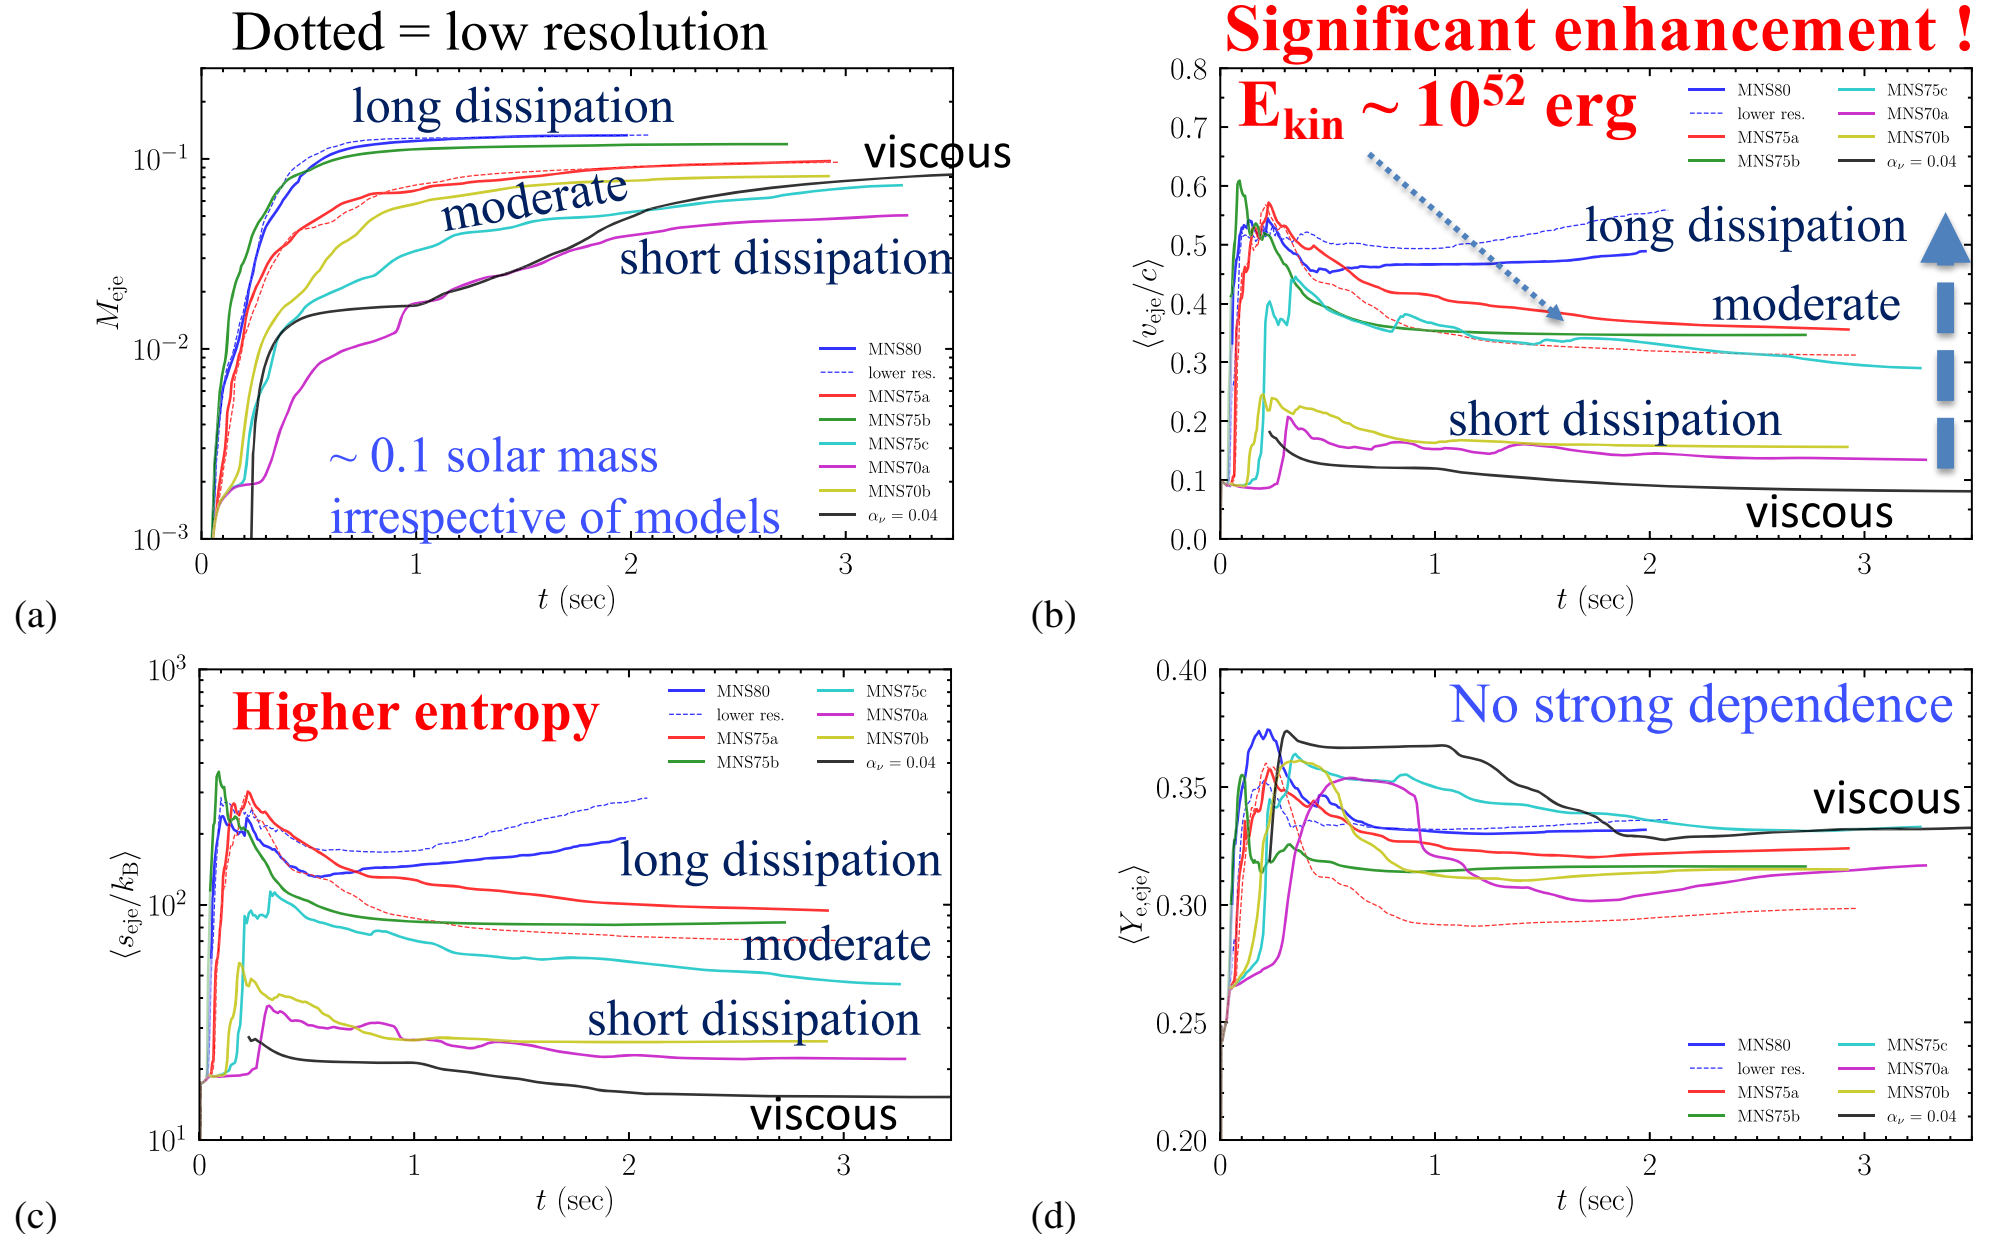 Dotted = low resolution
long dissipation
viscous
moderate
short dissipation
~ 0.1 solar mass
irrespective of models
MNS80
lower res.
MNS75a
MNS75b
MNS75c
MNS70a
MNS70b
αν = 0.04
10−1
10−2
10−3
Meje
0 1 2 3
t (sec)
(a)
Significant enhancement !
Ekin ~ 10^52 erg
MNS80
lower res.
MNS75a
MNS75b
MNS75c
MNS70a
MNS70b
αν = 0.04
long dissipation
moderate
short dissipation
viscous
0.8
0.7
0.6
0.5
0.4
0.3
0.2
0.1
0.0
⟨veje/c⟩
0 1 2 3
t (sec)
(b)
Higher entropy
MNS80
lower res.
MNS75a
MNS75b
MNS75c
MNS70a
MNS70b
αν = 0.04
long dissipation
moderate
short dissipation
viscous
10^3
10^2
10^1
⟨seje/kB⟩
0 1 2 3
t (sec)
(c)
No strong dependence
viscous
MNS80
lower res.
MNS75a
MNS75b
MNS75c
MNS70a
MNS70b
αν = 0.04
0.40
0.35
0.30
0.25
0.20
⟨Ye,eje⟩
0 1 2 3
t (sec)
(d)